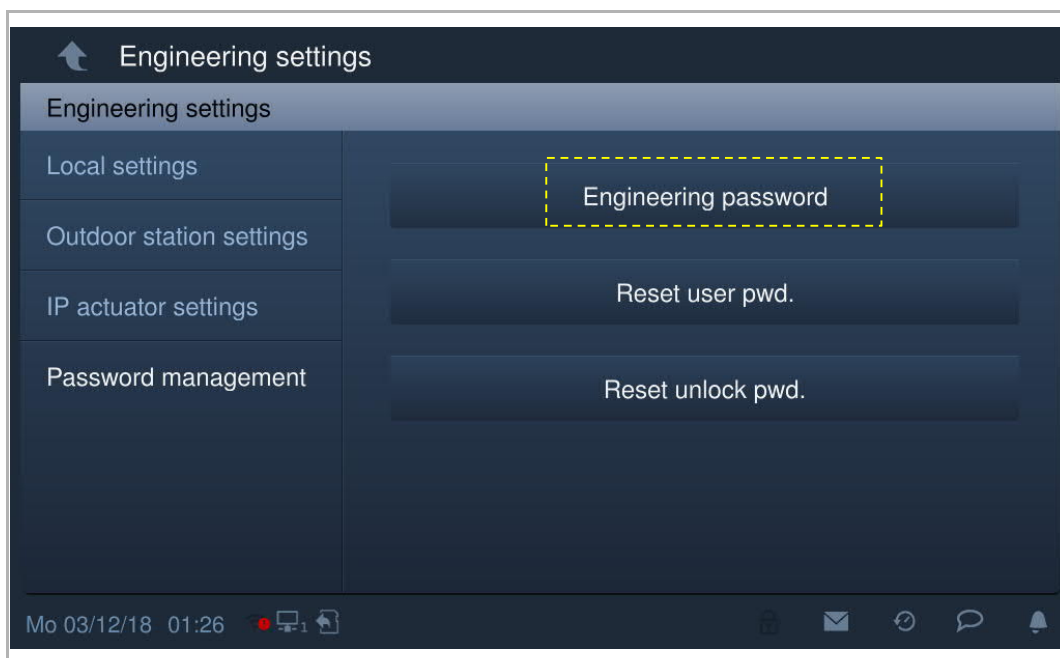 Engineering settings
Engineering settings
Local settings
Outdoor station settings
IP actuator settings
Password management
Engineering password
Reset user pwd.
Reset unlock pwd.
Mo 03/12/18 01:26 1